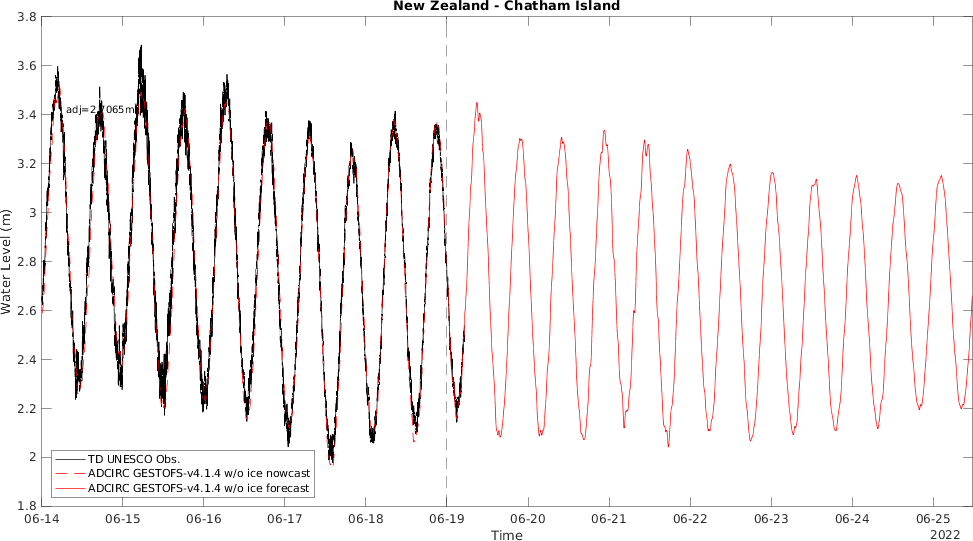 New Zealand - Chatham Island
3.8
3.6
3.4
3.2
3
2.8
2.6
2.4
2.2
2
1.8
Water Level (m)
adj=2.7065m
TD UNESCO Obs.
ADCIRC GESTOFS-v4.1.4 w/o ice nowcast
ADCIRC GESTOFS-v4.1.4 w/o ice forecast
06-14 06-15 06-16 06-17 06-18 06-19 06-20 06-21 06-22 06-23 06-24 06-25
2022
Time